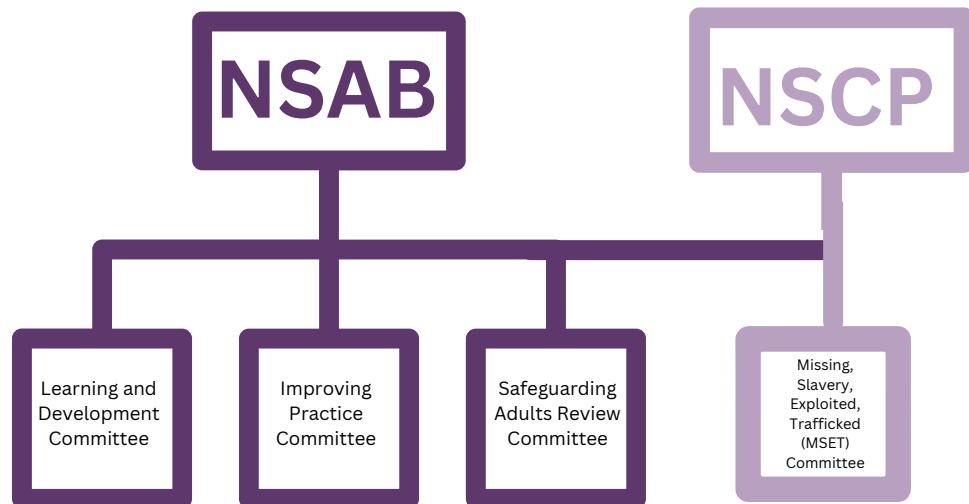 NSAB
NSCP
Learning and
Development
Committee
Improving
Practice
Committee
Safeguarding
Adults Review
Committee
Missing,
Slavery,
Exploited,
Trafficked
(MSET)
Committee